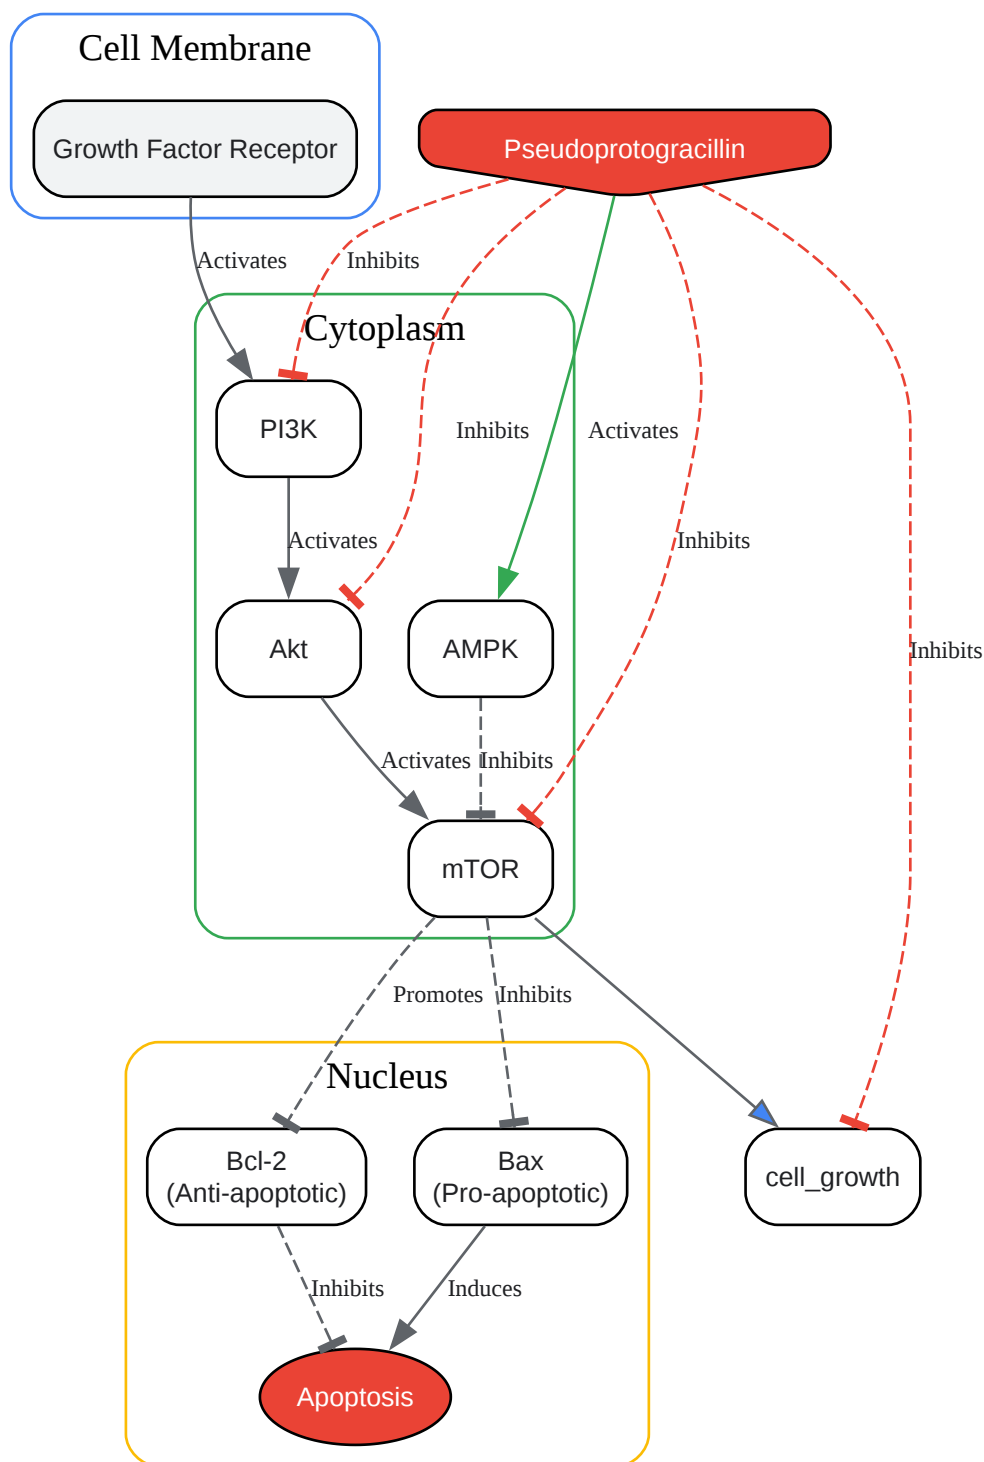 Cell Membrane
Growth Factor Receptor
Pseudoprotogracillin
Activates
Inhibits
Cytoplasm
PI3K
Inhibits
Activates
Activates
Inhibits
Akt
AMPK
Inhibits
Activates
Inhibits
mTOR
Promotes
Inhibits
Nucleus
Bcl-2
(Anti-apoptotic)
Bax
(Pro-apoptotic)
cell_growth
Inhibits
Induces
Apoptosis